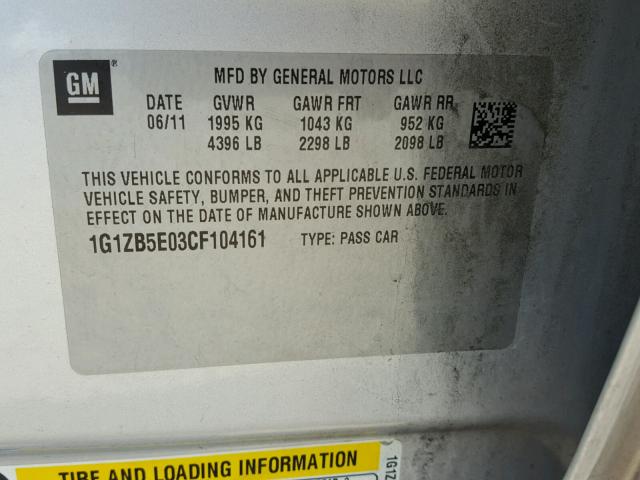 GM ®
MFD BY GENERAL MOTORS LLC
DATE GVWR GAWR FRT GAWR RR
06/11 1995 KG 1043 KG 952 KG
4396 LB 2298 LB 2098 LB
THIS VEHICLE CONFORMS TO ALL APPLICABLE U.S. FEDERAL MOTOR
VEHICLE SAFETY, BUMPER, AND THEFT PREVENTION STANDARDS IN
EFFECT ON THE DATE OF MANUFACTURE SHOWN ABOVE.
1G1ZB5E03CF104161 TYPE: PASS CAR
TIRE AND LOADING INFORMATION
1G1Z